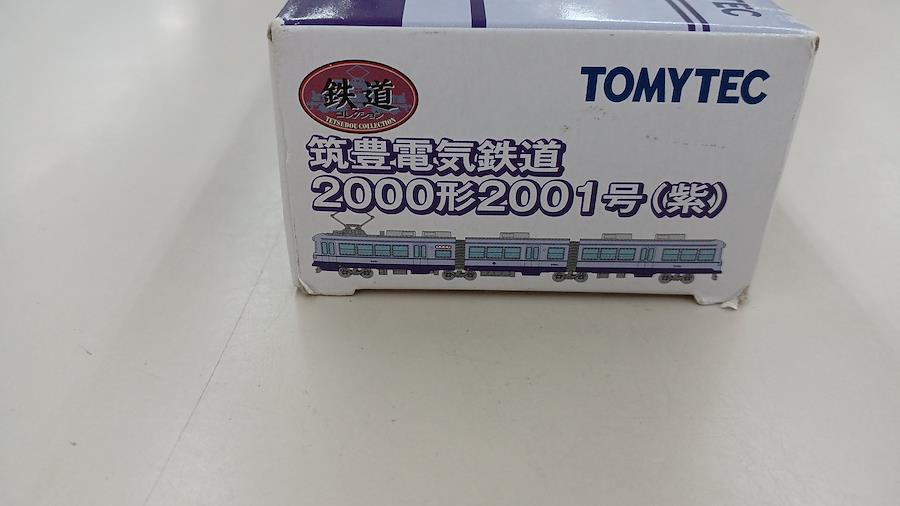 TEC
鉄道
コレクション
TETSUDOU COLLECTION
TOMYTEC
筑豊電気鉄道
2000形2001号(紫)